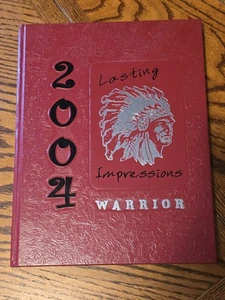 2004
Lasting
Impressions
WARRIOR